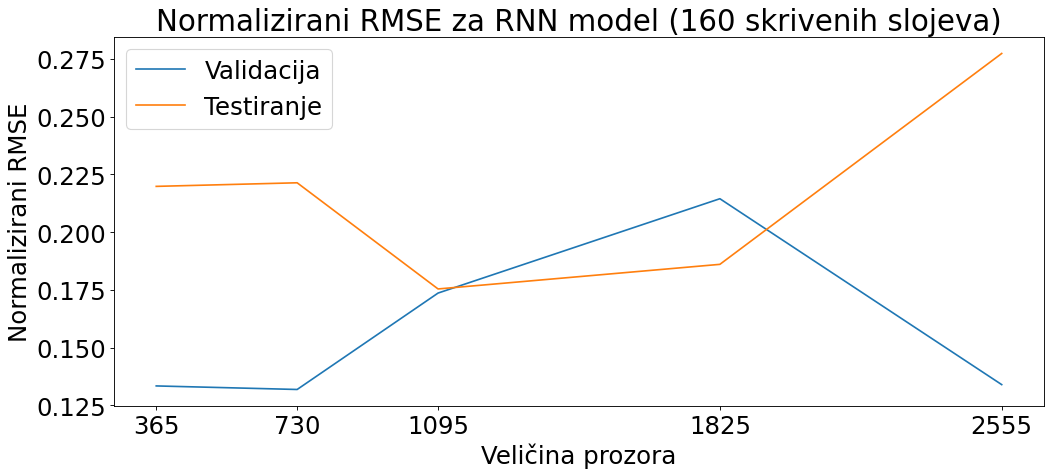 Normalizirani RMSE za RNN model (160 skrivenih slojeva)
Validacija
Testiranje
Normalizirani RMSE
0.275
0.250
0.225
0.200
0.175
0.150
0.125
365 730 1095 1825 2555
Veličina prozora